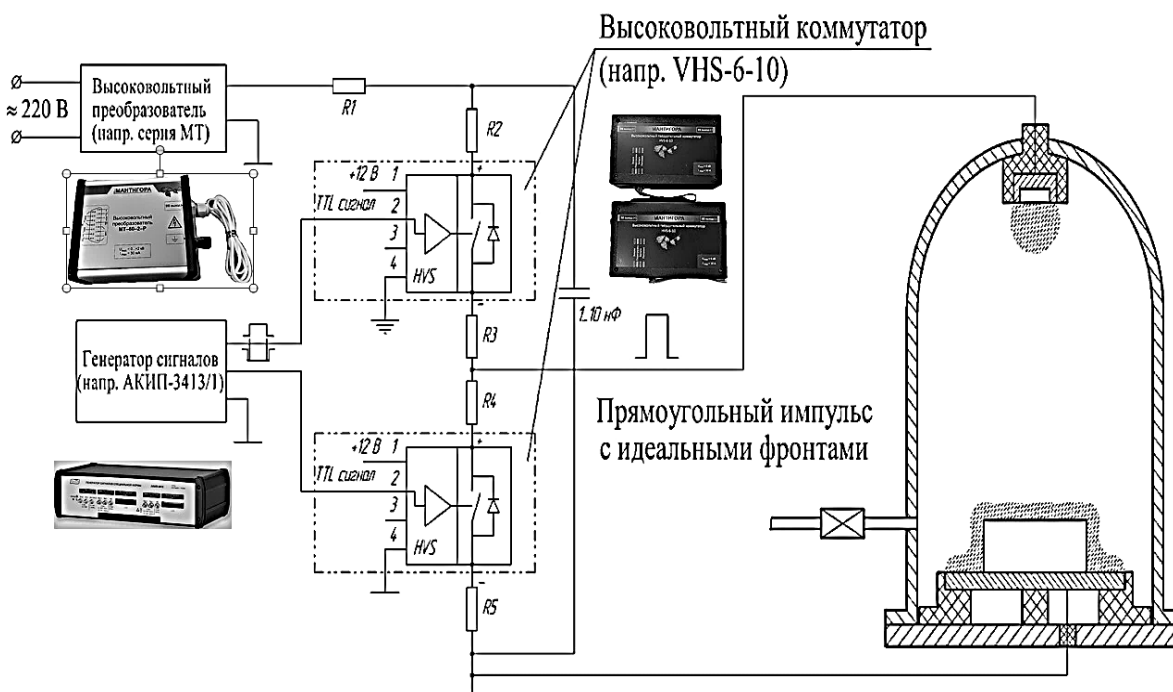 Высоковольтный коммутатор
(напр. VHS-6-10)
≈ 220 В
Высоковольтный
преобразователь
(напр. серия МТ)
R1
R2
МАНТИГОРА
Высоковольтный
преобразователь
+12 В 1
TTL сигнал 2
3
4
HVS
+
-
МАНТИГОРА
МАНТИГОРА
1...10 нФ
R3
Генератор сигналов
(напр. АКИП-3413/1)
R4
Прямоугольный импульс
с идеальными фронтами
+12 В 1
TTL сигнал 2
3
4
HVS
+
-
R5